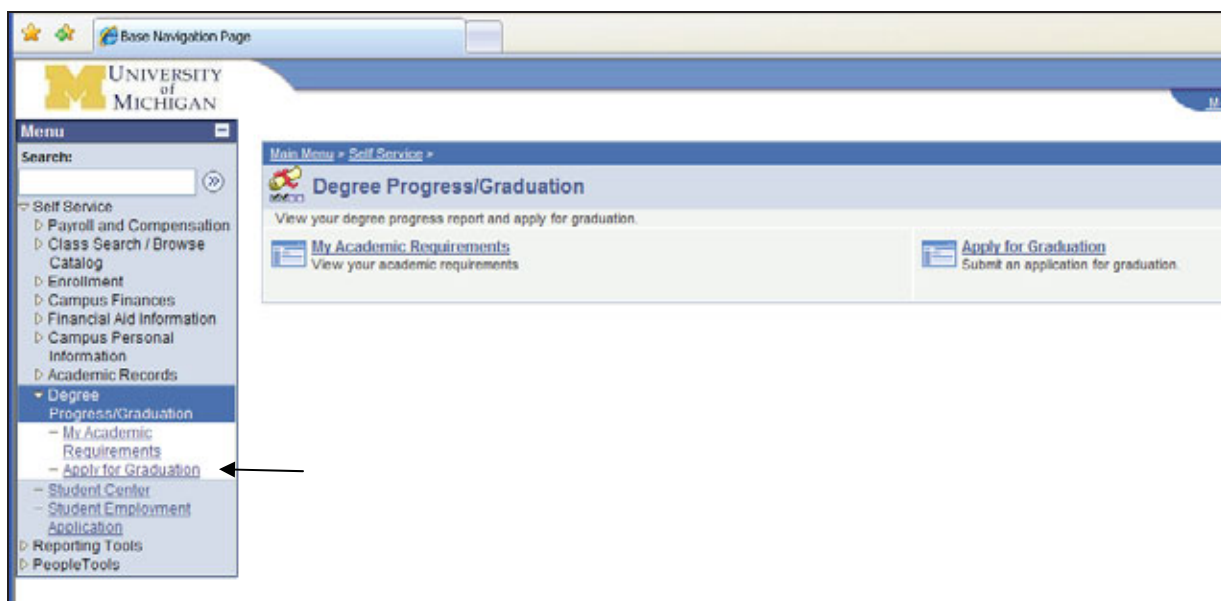 Base Navigation Page
UNIVERSITY
of
MICHIGAN
Menu
Search:
Self Service
Payroll and Compensation
Class Search / Browse
Catalog
Enrollment
Campus Finances
Financial Aid Information
Campus Personal
Information
Academic Records
Degree
Progress/Graduation
– My Academic
Requirements
– Apply for Graduation
– Student Center
– Student Employment
Application
Reporting Tools
PeopleTools
Main Menu > Self Service >
Degree Progress/Graduation
View your degree progress report and apply for graduation.
My Academic Requirements
View your academic requirements
Apply for Graduation
Submit an application for graduation.